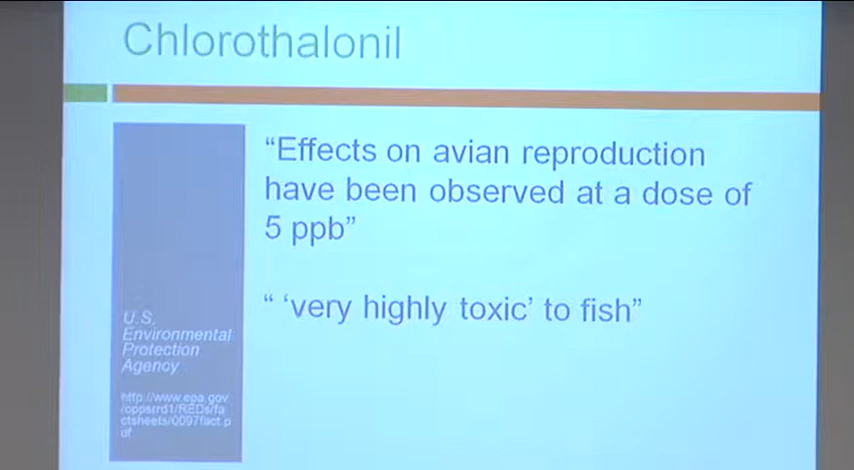 Chlorothalonil
“Effects on avian reproduction
have been observed at a dose of
5 ppb”
“ ‘very highly toxic’ to fish”
U.S.
Environmental
Protection
Agency
http://www.epa.gov
/oppsrrd1/REDs/fa
ctsheets/0097fact.p
df